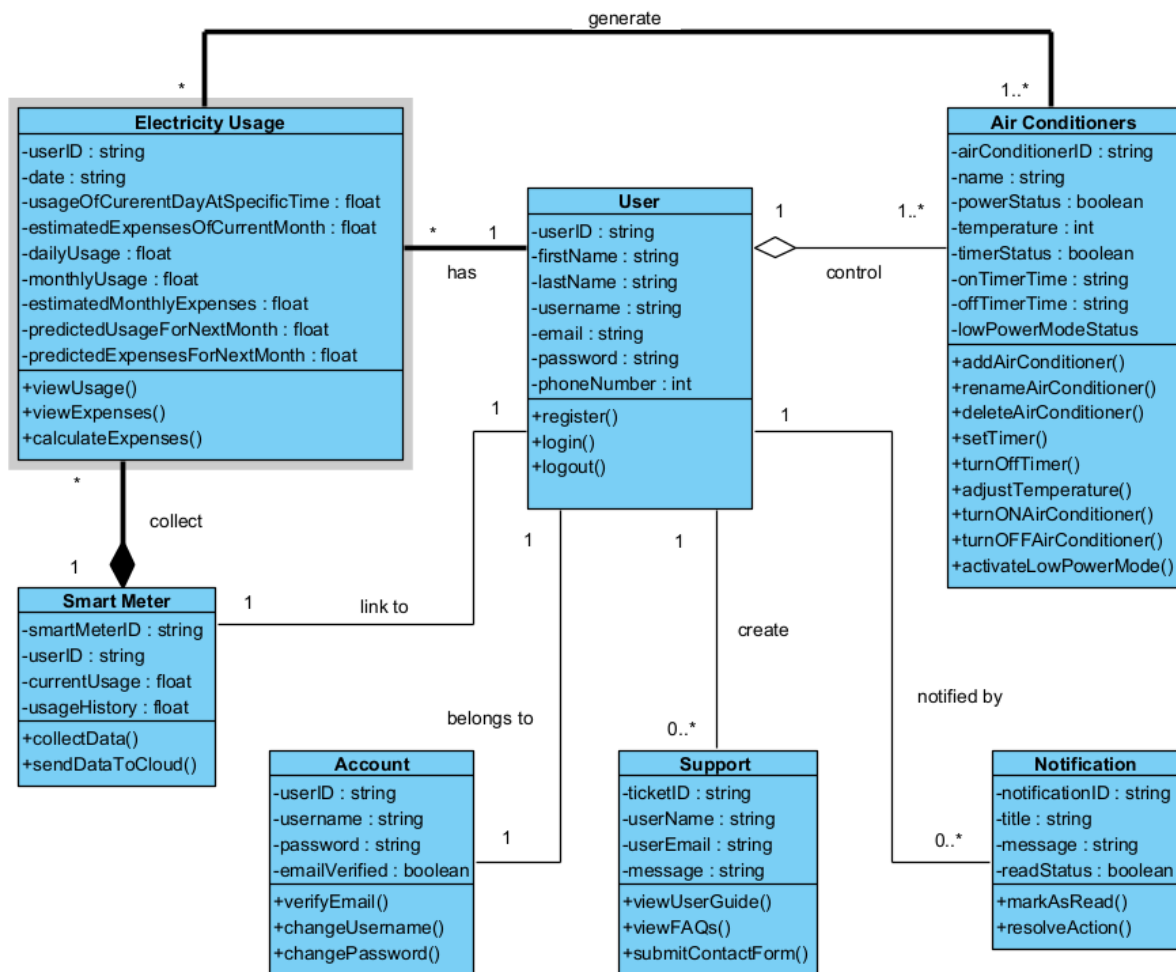 generate
*
1..*
Electricity Usage
-userID : string
-date : string
-usageOfCurerentDayAtSpecificTime : float
-estimatedExpensesOfCurrentMonth : float
-dailyUsage : float
-monthlyUsage : float
-estimatedMonthlyExpenses : float
-predictedUsageForNextMonth : float
-predictedExpensesForNextMonth : float
+viewUsage()
+viewExpenses()
+calculateExpenses()
*
1
has
User
-userID : string
-firstName : string
-lastName : string
-username : string
-email : string
-password : string
-phoneNumber : int
+register()
+login()
+logout()
1
1..*
control
Air Conditioners
-airConditionerID : string
-name : string
-powerStatus : boolean
-temperature : int
-timerStatus : boolean
-onTimerTime : string
-offTimerTime : string
-lowPowerModeStatus
+addAirConditioner()
+renameAirConditioner()
+deleteAirConditioner()
+setTimer()
+turnOffTimer()
+adjustTemperature()
+turnONAirConditioner()
+turnOFFAirConditioner()
+activateLowPowerMode()
*
collect
1
Smart Meter
-smartMeterID : string
-userID : string
-currentUsage : float
-usageHistory : float
+collectData()
+sendDataToCloud()
1
link to
1
1
belongs to
1
Account
-userID : string
-username : string
-password : string
-emailVerified : boolean
+verifyEmail()
+changeUsername()
+changePassword()
1
create
0..*
Support
-ticketID : string
-userName : string
-userEmail : string
-message : string
+viewUserGuide()
+viewFAQs()
+submitContactForm()
1
notified by
0..*
Notification
-notificationID : string
-title : string
-message : string
-readStatus : boolean
+markAsRead()
+resolveAction()